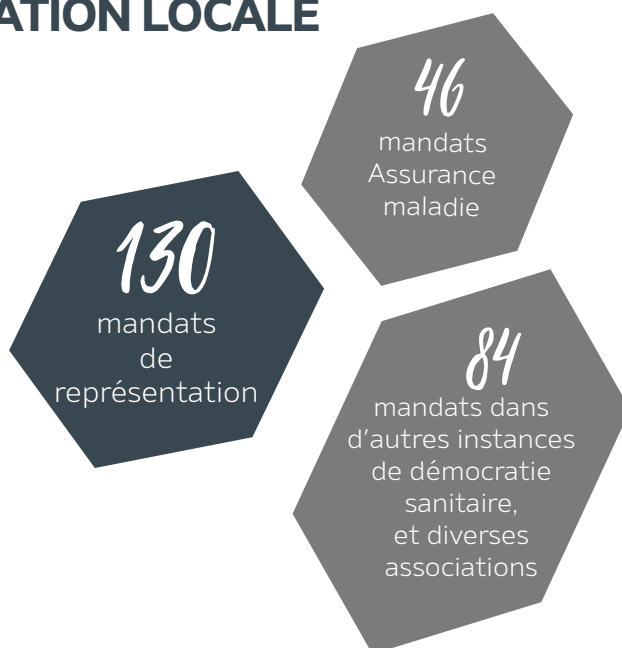 ATION LOCALE
46
mandats
Assurance
maladie
130
mandats
de
représentation
84
mandats dans
d'autres instances
de démocratie
sanitaire,
et diverses
associations